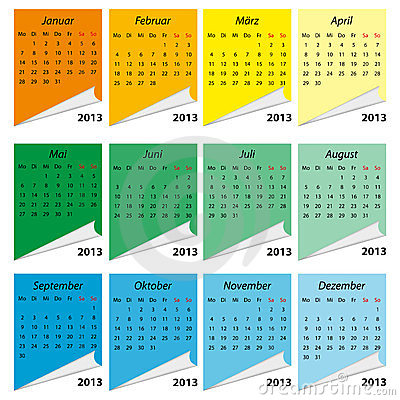 Januar
Mo Di Mi Do Fr Sa So
1 2 3 4 5 6
7 8 9 10 11 12 13
14 15 16 17 18 19 20
21 22 23 24 25 26 27
28 29 30 31
2013
Februar
Mo Di Mi Do Fr Sa So
1 2 3
4 5 6 7 8 9 10
11 12 13 14 15 16 17
18 19 20 21 22 23 24
25 26 27 28
2013
März
Mo Di Mi Do Fr Sa So
1 2 3
4 5 6 7 8 9 10
11 12 13 14 15 16 17
18 19 20 21 22 23 24
25 26 27 28 29 30 31
2013
April
Mo Di Mi Do Fr Sa So
1 2 3 4 5 6 7
8 9 10 11 12 13 14
15 16 17 18 19 20 21
22 23 24 25 26 27 28
29 30
2013
Mai
Mo Di Mi Do Fr Sa So
1 2 3 4 5
6 7 8 9 10 11 12
13 14 15 16 17 18 19
20 21 22 23 24 25 26
27 28 29 30 31
2013
Juni
Mo Di Mi Do Fr Sa So
1 2
3 4 5 6 7 8 9
10 11 12 13 14 15 16
17 18 19 20 21 22 23
24 25 26 27 28 29 30
2013
Juli
Mo Di Mi Do Fr Sa So
1 2 3 4 5 6 7
8 9 10 11 12 13 14
15 16 17 18 19 20 21
22 23 24 25 26 27 28
29 30 31
2013
August
Mo Di Mi Do Fr Sa So
1 2 3 4
5 6 7 8 9 10 11
12 13 14 15 16 17 18
19 20 21 22 23 24 25
26 27 28 29 30 31
2013
September
Mo Di Mi Do Fr Sa So
1
2 3 4 5 6 7 8
9 10 11 12 13 14 15
16 17 18 19 20 21 22
23 24 25 26 27 28 29
30
2013
Oktober
Mo Di Mi Do Fr Sa So
1 2 3 4 5 6
7 8 9 10 11 12 13
14 15 16 17 18 19 20
21 22 23 24 25 26 27
28 29 30 31
2013
November
Mo Di Mi Do Fr Sa So
1 2 3
4 5 6 7 8 9 10
11 12 13 14 15 16 17
18 19 20 21 22 23 24
25 26 27 28 29 30
2013
Dezember
Mo Di Mi Do Fr Sa So
1
2 3 4 5 6 7 8
9 10 11 12 13 14 15
16 17 18 19 20 21 22
23 24 25 26 27 28 29
30 31
2013
dreamstime.com